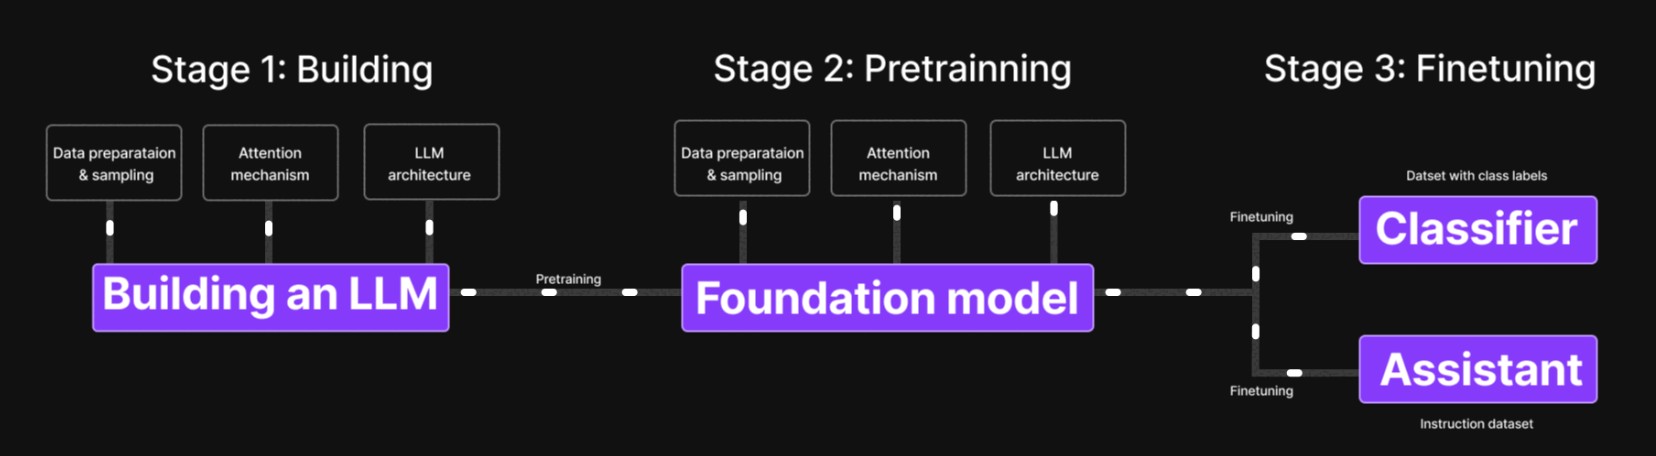 Stage 1: Building
Data preparataion
& sampling
Attention
mechanism
LLM
architecture
Building an LLM
Pretraining
Stage 2: Pretrainning
Data preparataion
& sampling
Attention
mechanism
LLM
architecture
Foundation model
Stage 3: Finetuning
Datset with class labels
Finetuning
Classifier
Assistant
Finetuning
Instruction dataset